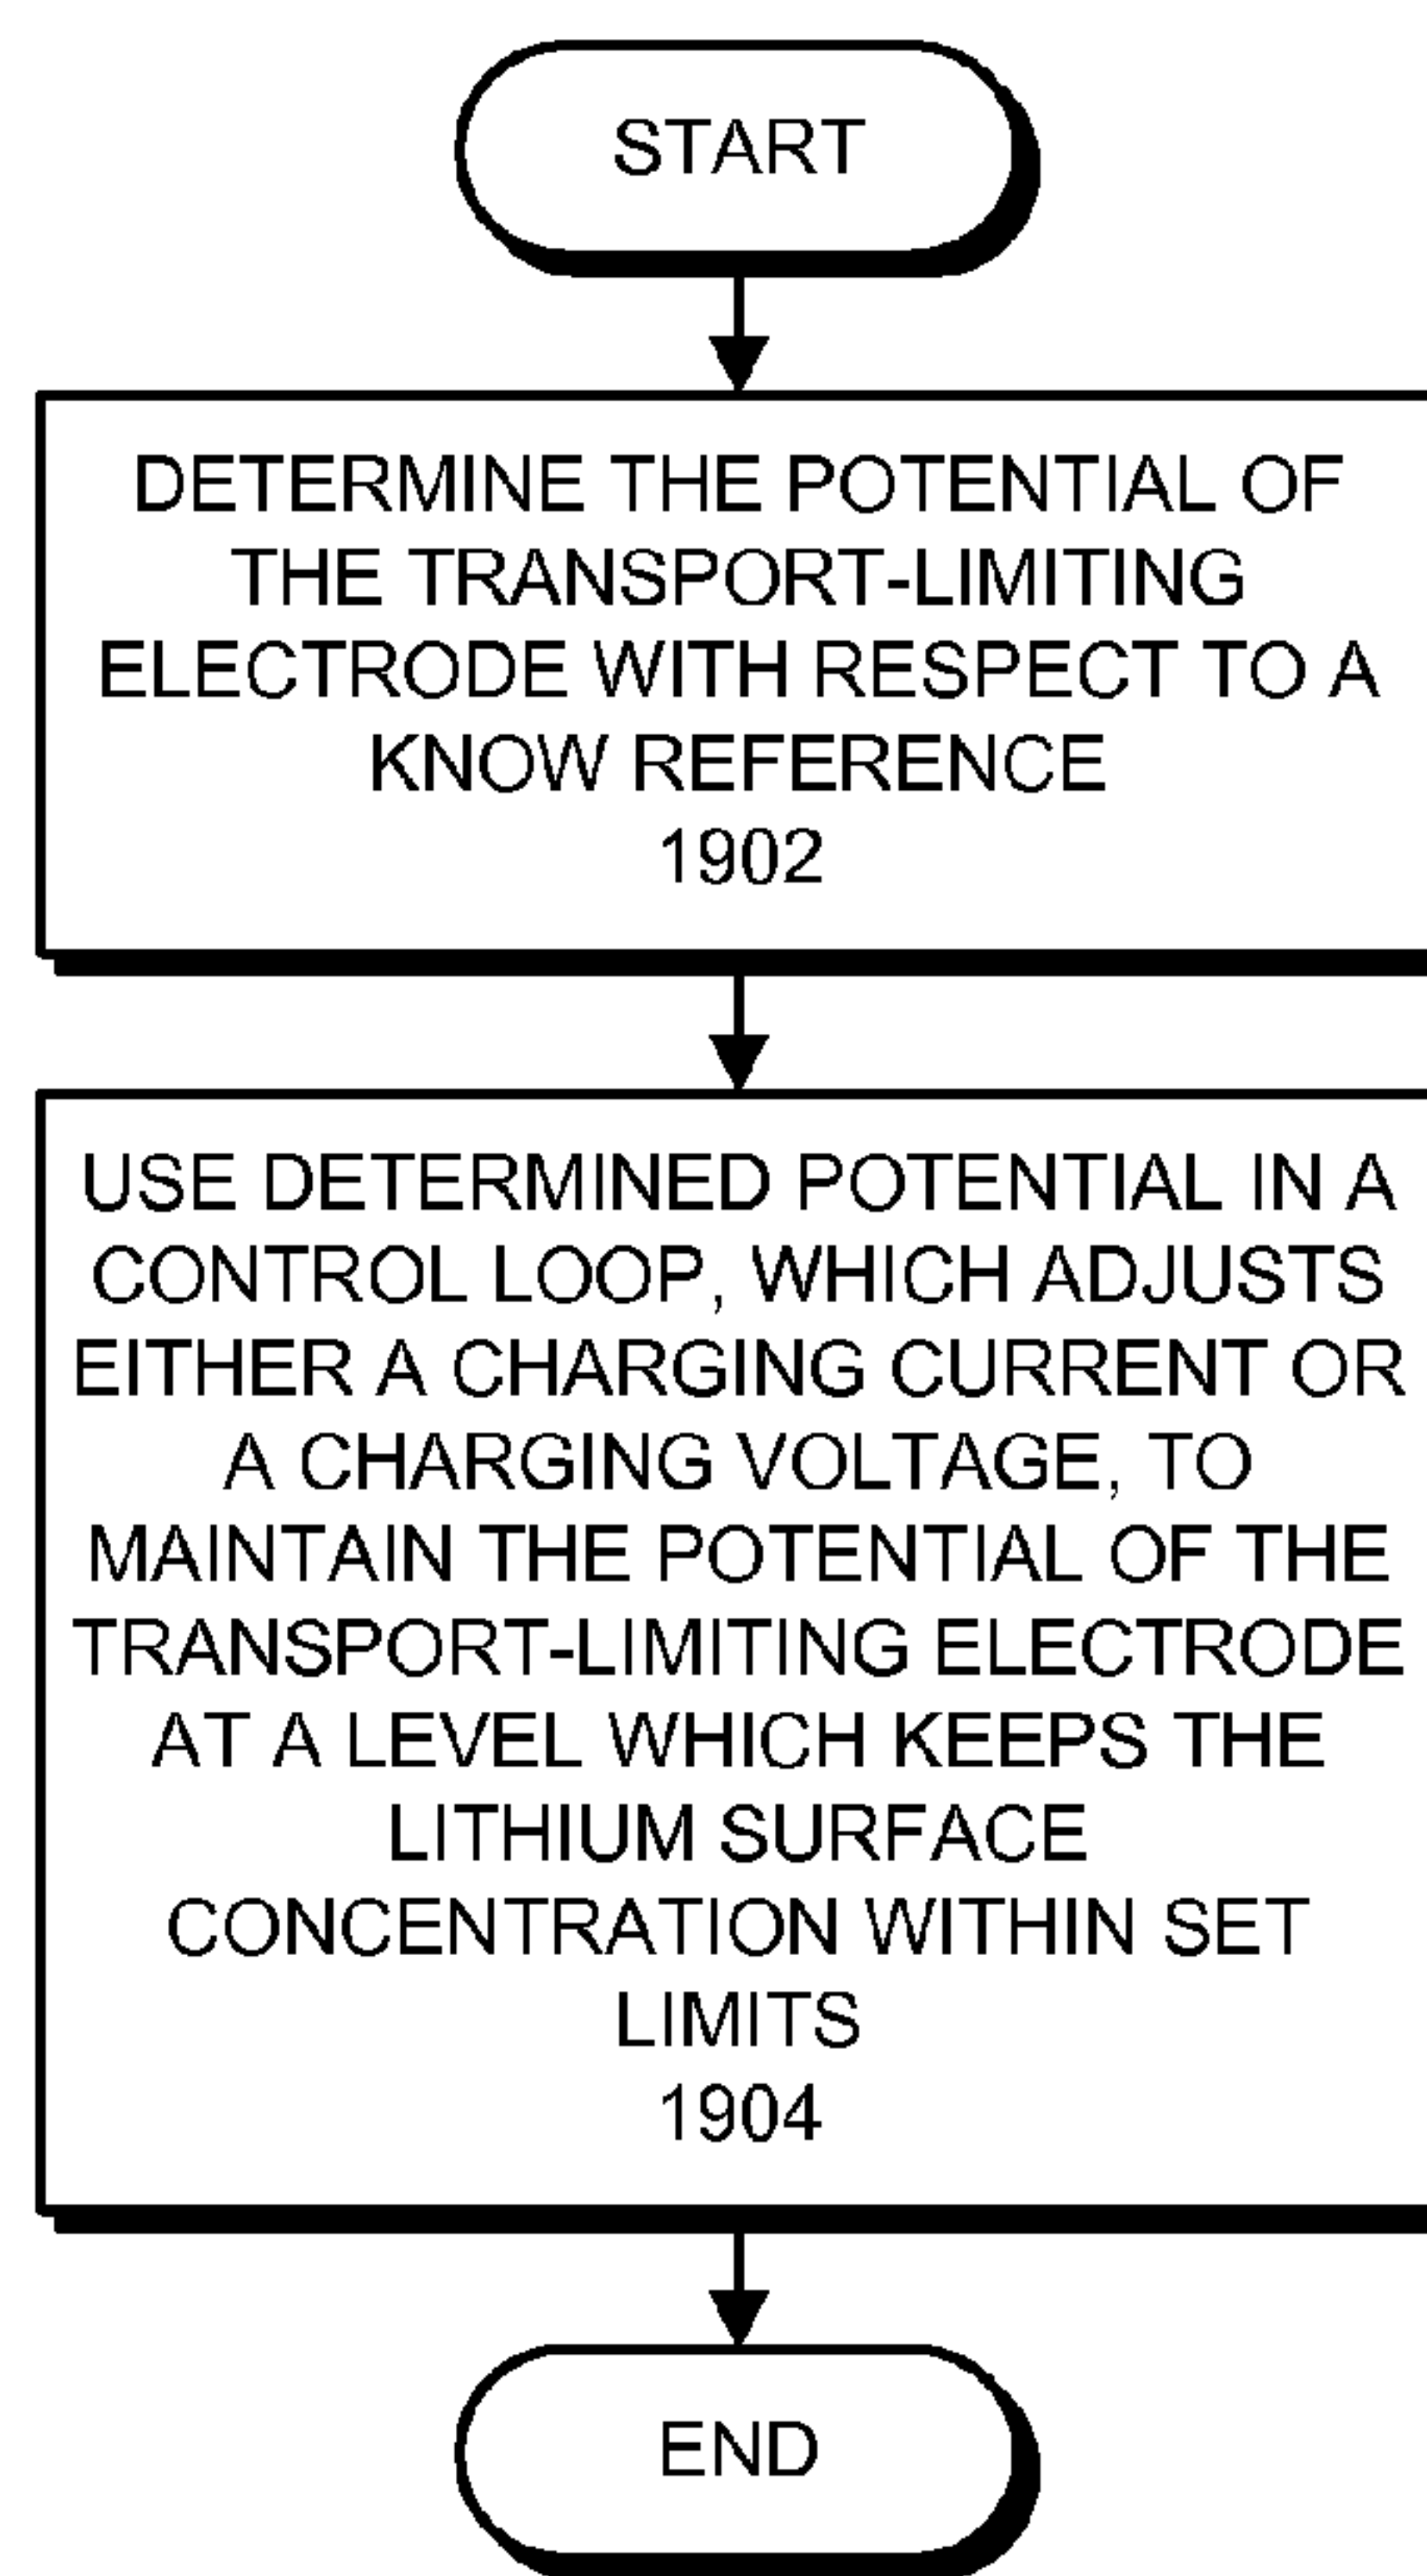 START
DETERMINE THE POTENTIAL OF
THE TRANSPORT-LIMITING
ELECTRODE WITH RESPECT TO A
KNOW REFERENCE
1902
USE DETERMINED POTENTIAL IN A
CONTROL LOOP, WHICH ADJUSTS
EITHER A CHARGING CURRENT OR
A CHARGING VOLTAGE, TO
MAINTAIN THE POTENTIAL OF THE
TRANSPORT-LIMITING ELECTRODE
AT A LEVEL WHICH KEEPS THE
LITHIUM SURFACE
CONCENTRATION WITHIN SET
LIMITS
1904
END